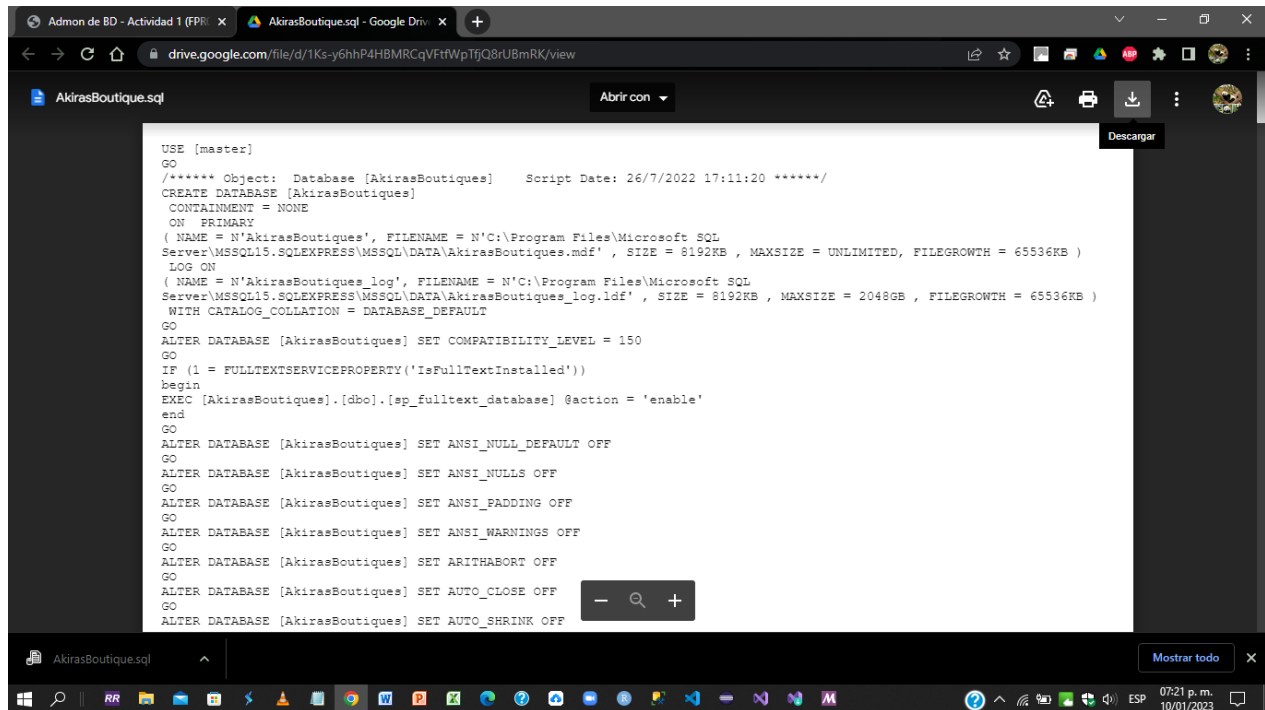 Admon de BD - Actividad 1 (FPR
AkirasBoutique.sql - Google Driv
drive.google.com/file/d/1Ks-y6hhP4HBMRCqVFtfWpTfjQ8rUBmRK/view
ABP
AkirasBoutique.sql
Abrir con
Descargar
USE [master]
GO
/****** Object:  Database [AkirasBoutiques]    Script Date: 26/7/2022 17:11:20 ******/
CREATE DATABASE [AkirasBoutiques]
 CONTAINMENT = NONE
 ON  PRIMARY
( NAME = N'AkirasBoutiques', FILENAME = N'C:\Program Files\Microsoft SQL
Server\MSSQL15.SQLEXPRESS\MSSQL\DATA\AkirasBoutiques.mdf' , SIZE = 8192KB , MAXSIZE = UNLIMITED, FILEGROWTH = 65536KB )
 LOG ON
( NAME = N'AkirasBoutiques_log', FILENAME = N'C:\Program Files\Microsoft SQL
Server\MSSQL15.SQLEXPRESS\MSSQL\DATA\AkirasBoutiques_log.ldf' , SIZE = 8192KB , MAXSIZE = 2048GB , FILEGROWTH = 65536KB )
 WITH CATALOG_COLLATION = DATABASE_DEFAULT
GO
ALTER DATABASE [AkirasBoutiques] SET COMPATIBILITY_LEVEL = 150
GO
IF (1 = FULLTEXTSERVICEPROPERTY('IsFullTextInstalled'))
begin
EXEC [AkirasBoutiques].[dbo].[sp_fulltext_database] @action = 'enable'
end
GO
ALTER DATABASE [AkirasBoutiques] SET ANSI_NULL_DEFAULT OFF
GO
ALTER DATABASE [AkirasBoutiques] SET ANSI_NULLS OFF
GO
ALTER DATABASE [AkirasBoutiques] SET ANSI_PADDING OFF
GO
ALTER DATABASE [AkirasBoutiques] SET ANSI_WARNINGS OFF
GO
ALTER DATABASE [AkirasBoutiques] SET ARITHABORT OFF
GO
ALTER DATABASE [AkirasBoutiques] SET AUTO_CLOSE OFF
GO
ALTER DATABASE [AkirasBoutiques] SET AUTO_SHRINK OFF
AkirasBoutique.sql
Mostrar todo
RR
ESP
07:21 p. m.
10/01/2023